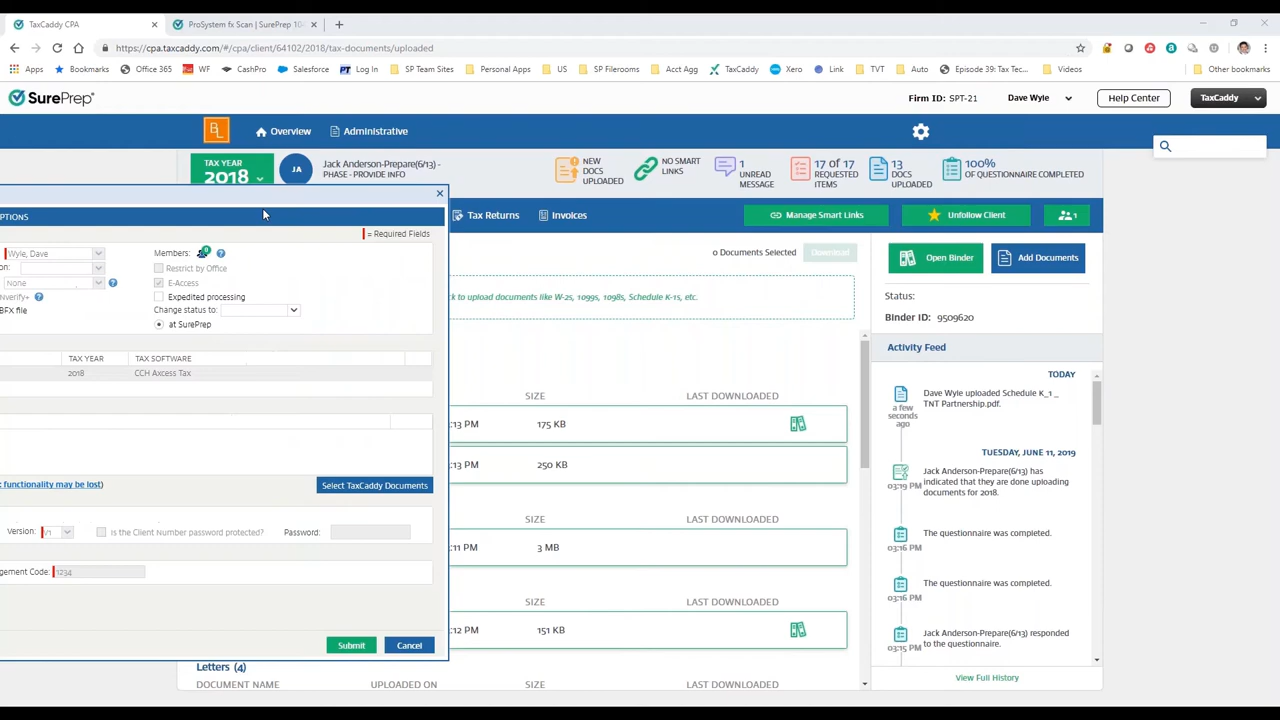 TaxCaddy CPA
ProSystem fx Scan | SurePrep 104
https://cpa.taxcaddy.com/#/cpa/client/64102/2018/tax-documents/uploaded
Apps
Bookmarks
Office 365
WF
CashPro
Salesforce
Log In
SP Team Sites
Personal Apps
US
SP Filerooms
Acct Agg
TaxCaddy
Xero
Link
TVT
Auto
Episode 39: Tax Tec...
Videos
Other bookmarks
SurePrep
Firm ID: SPT-21
Dave Wyle
Help Center
TaxCaddy
BL
Overview
Administrative
TAX YEAR
2018
JA
Jack Anderson-Prepare(6/13) -
PHASE - PROVIDE INFO
NEW
DOCS
UPLOADED
NO SMART
LINKS
1
UNREAD
MESSAGE
17 of 17
REQUESTED
ITEMS
13
DOCS
UPLOADED
100%
OF QUESTIONNAIRE COMPLETED
Tax Returns
Invoices
Manage Smart Links
Unfollow Client
1
PTIONS
= Required Fields
Wyle, Dave
Members:
0
on:
Restrict by Office
None
E-Access
nverify+
Expedited processing
BFX file
Change status to:
at SurePrep
TAX YEAR
TAX SOFTWARE
2018
CCH Axcess Tax
: functionality may be lost)
Select TaxCaddy Documents
Version:
V1
Is the Client Number password protected?
Password:
gement Code:
1234
Submit
Cancel
0 Documents Selected
Download
ck to upload documents like W-2s, 1099s, 1098s, Schedule K-1s, etc.
SIZE
LAST DOWNLOADED
:13 PM
175 KB
:13 PM
250 KB
SIZE
LAST DOWNLOADED
:11 PM
3 MB
SIZE
LAST DOWNLOADED
:12 PM
151 KB
Letters (4)
DOCUMENT NAME
UPLOADED ON
SIZE
LAST DOWNLOADED
Open Binder
Add Documents
Status:
Binder ID: 9509620
Activity Feed
TODAY
a few
seconds
ago
Dave Wyle uploaded Schedule K_1 _
TNT Partnership.pdf.
TUESDAY, JUNE 11, 2019
03:19 PM
Jack Anderson-Prepare(6/13) has
indicated that they are done uploading
documents for 2018.
03:16 PM
The questionnaire was completed.
03:16 PM
The questionnaire was completed.
03:15 PM
Jack Anderson-Prepare(6/13) responded
to the questionnaire.
View Full History